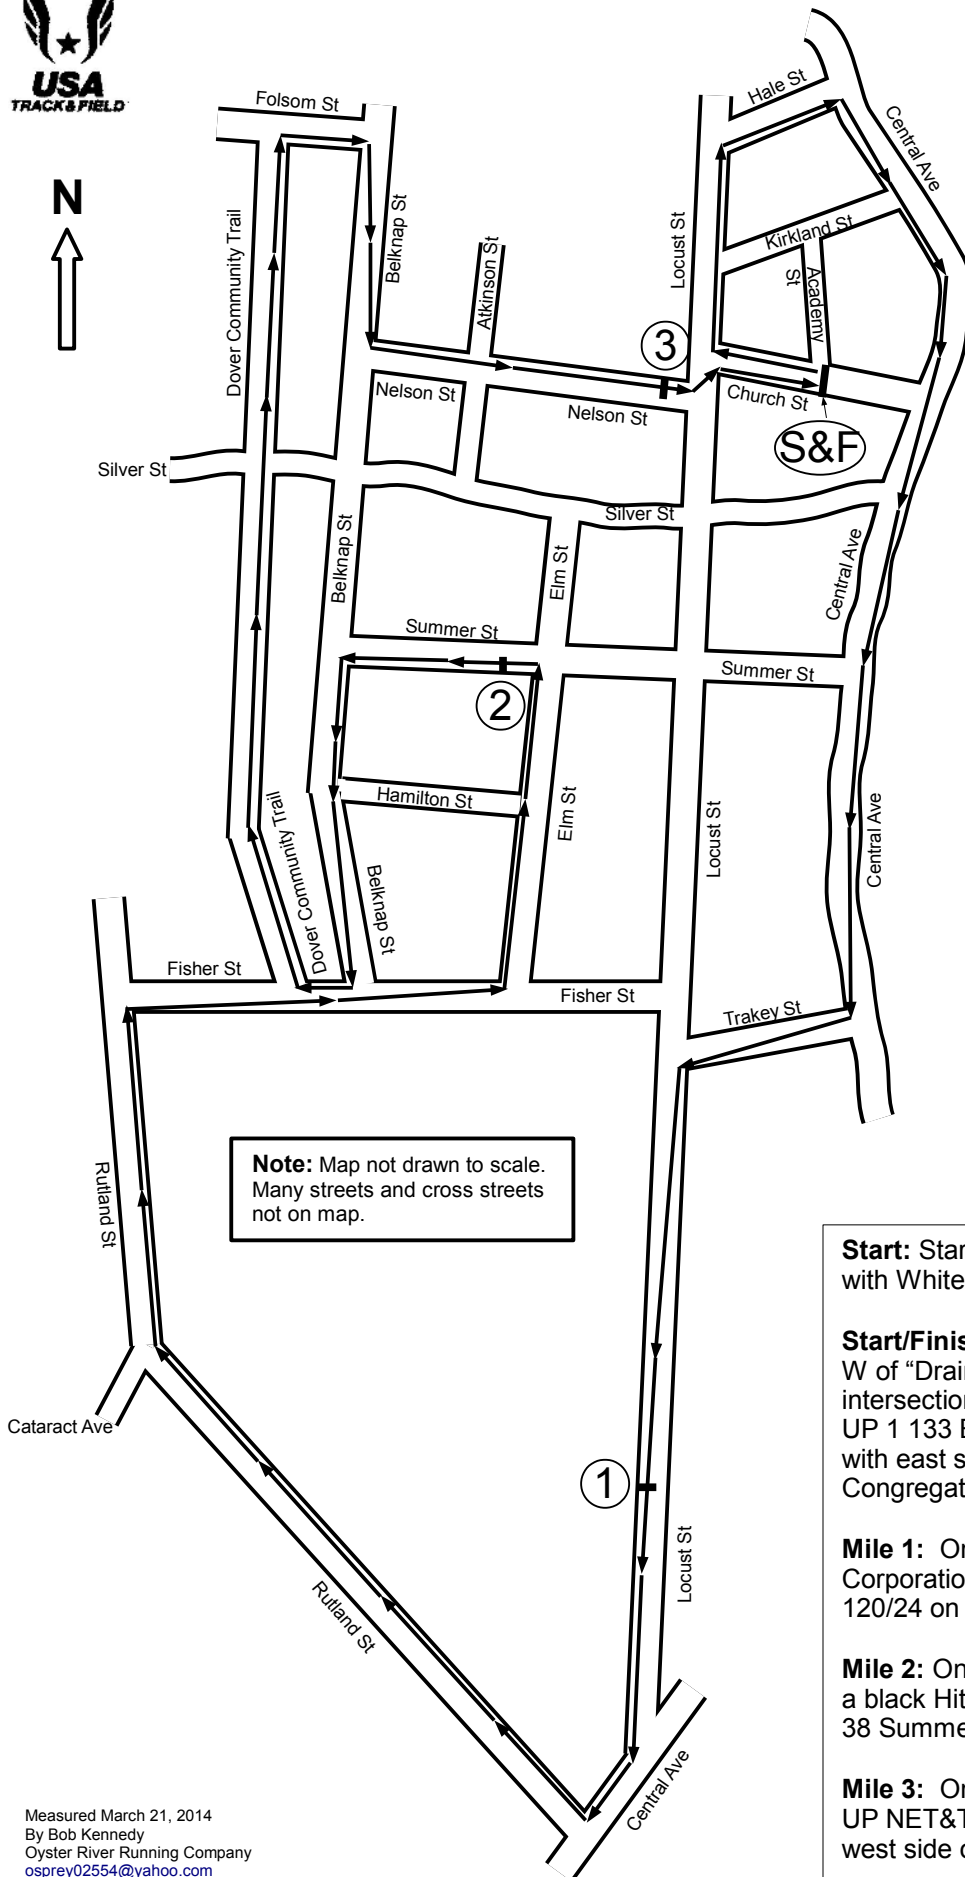 USA
TRACK & FIELD
N
Folsom St
Hale St
Central Ave
Dover Community Trail
Belknap St
Atkinson St
Locust St
Kirkland St
Academy
St
3
Nelson St
Nelson St
Church St
S&F
Silver St
Silver St
Belknap St
Elm St
Central Ave
Summer St
Summer St
2
Hamilton St
Elm St
Locust St
Central Ave
Dover Community Trail
Belknap St
Fisher St
Fisher St
Trakey St
Rutland St
Note: Map not drawn to scale.
Many streets and cross streets
not on map.
Cataract Ave
1
Locust St
Rutland St
Central Ave
Start: Star
with White
Start/Finis
W of “Drai
intersection
UP 1 133 E
with east s
Congregat
Mile 1: On
Corporatio
120/24 on
Mile 2: On
a black Hit
38 Summe
Mile 3: On
UP NET&T
west side o
Measured March 21, 2014
By Bob Kennedy
Oyster River Running Company
osprey02554@yahoo.com